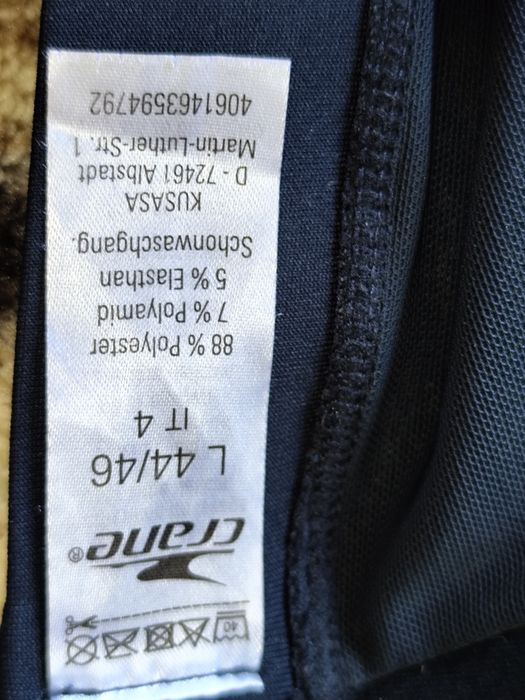 40
crane®
L 44/46
IT 4
88 % Polyester
7 % Polyamid
5 % Elasthan
Schonwaschgang.
KUSASA
D - 72461 Albstadt
Martin-Luther-Str. 1
4061463594792